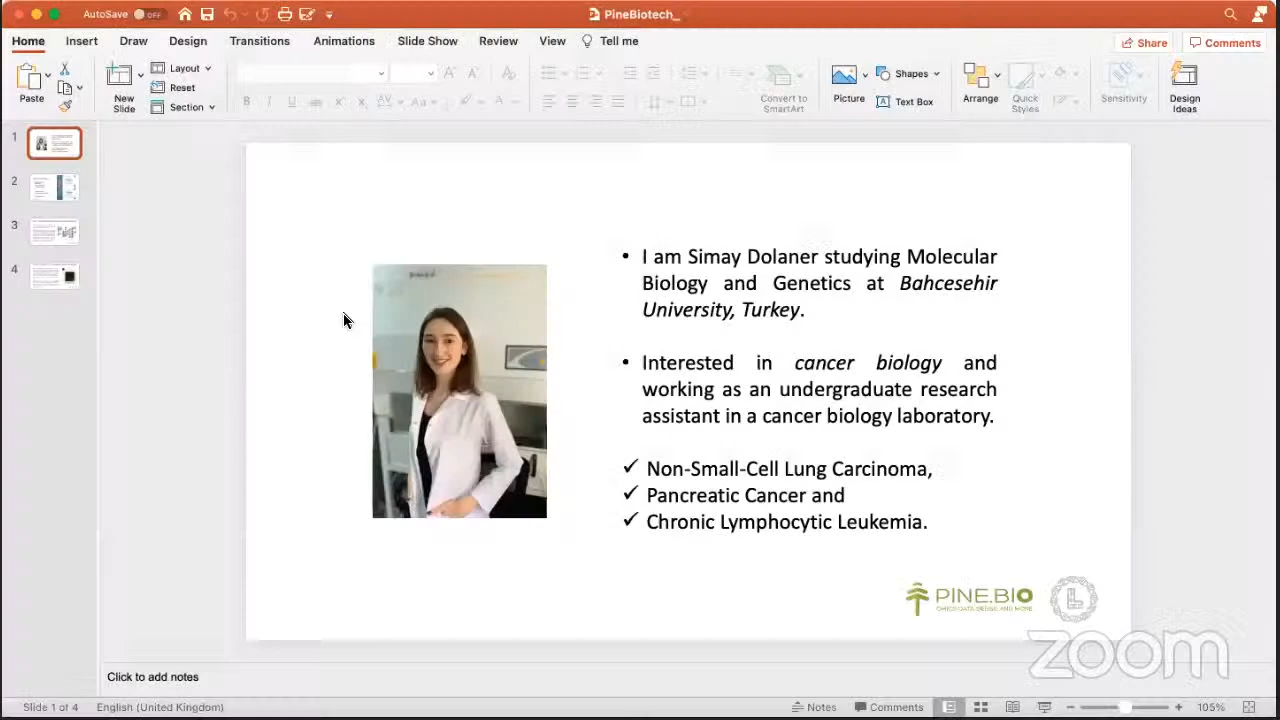 AutoSave OFF PineBiotech_
Home Insert Draw Design Transitions Animations Slide Show Review View Tell me Share Comments
Paste
New Slide
Layout
Reset
Section
Convert to SmartArt
Picture
Shapes
Text Box
Arrange
Quick Styles
Sensitivity
Design Ideas
1
2
3
4
• I am Simay Dolaner studying Molecular
Biology and Genetics at Bahcesehir
University, Turkey.
• Interested in cancer biology and
working as an undergraduate research
assistant in a cancer biology laboratory.
✓ Non-Small-Cell Lung Carcinoma,
✓ Pancreatic Cancer and
✓ Chronic Lymphocytic Leukemia.
PINE.BIO
zoom
Click to add notes
Slide 1 of 4 English (United Kingdom) Notes Comments 105%